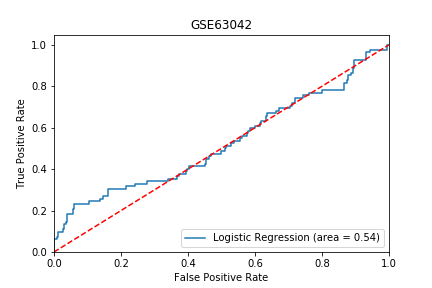 GSE63042
True Positive Rate
1.0
0.8
0.6
0.4
0.2
0.0
Logistic Regression (area = 0.54)
0.0 0.2 0.4 0.6 0.8 1.0
False Positive Rate